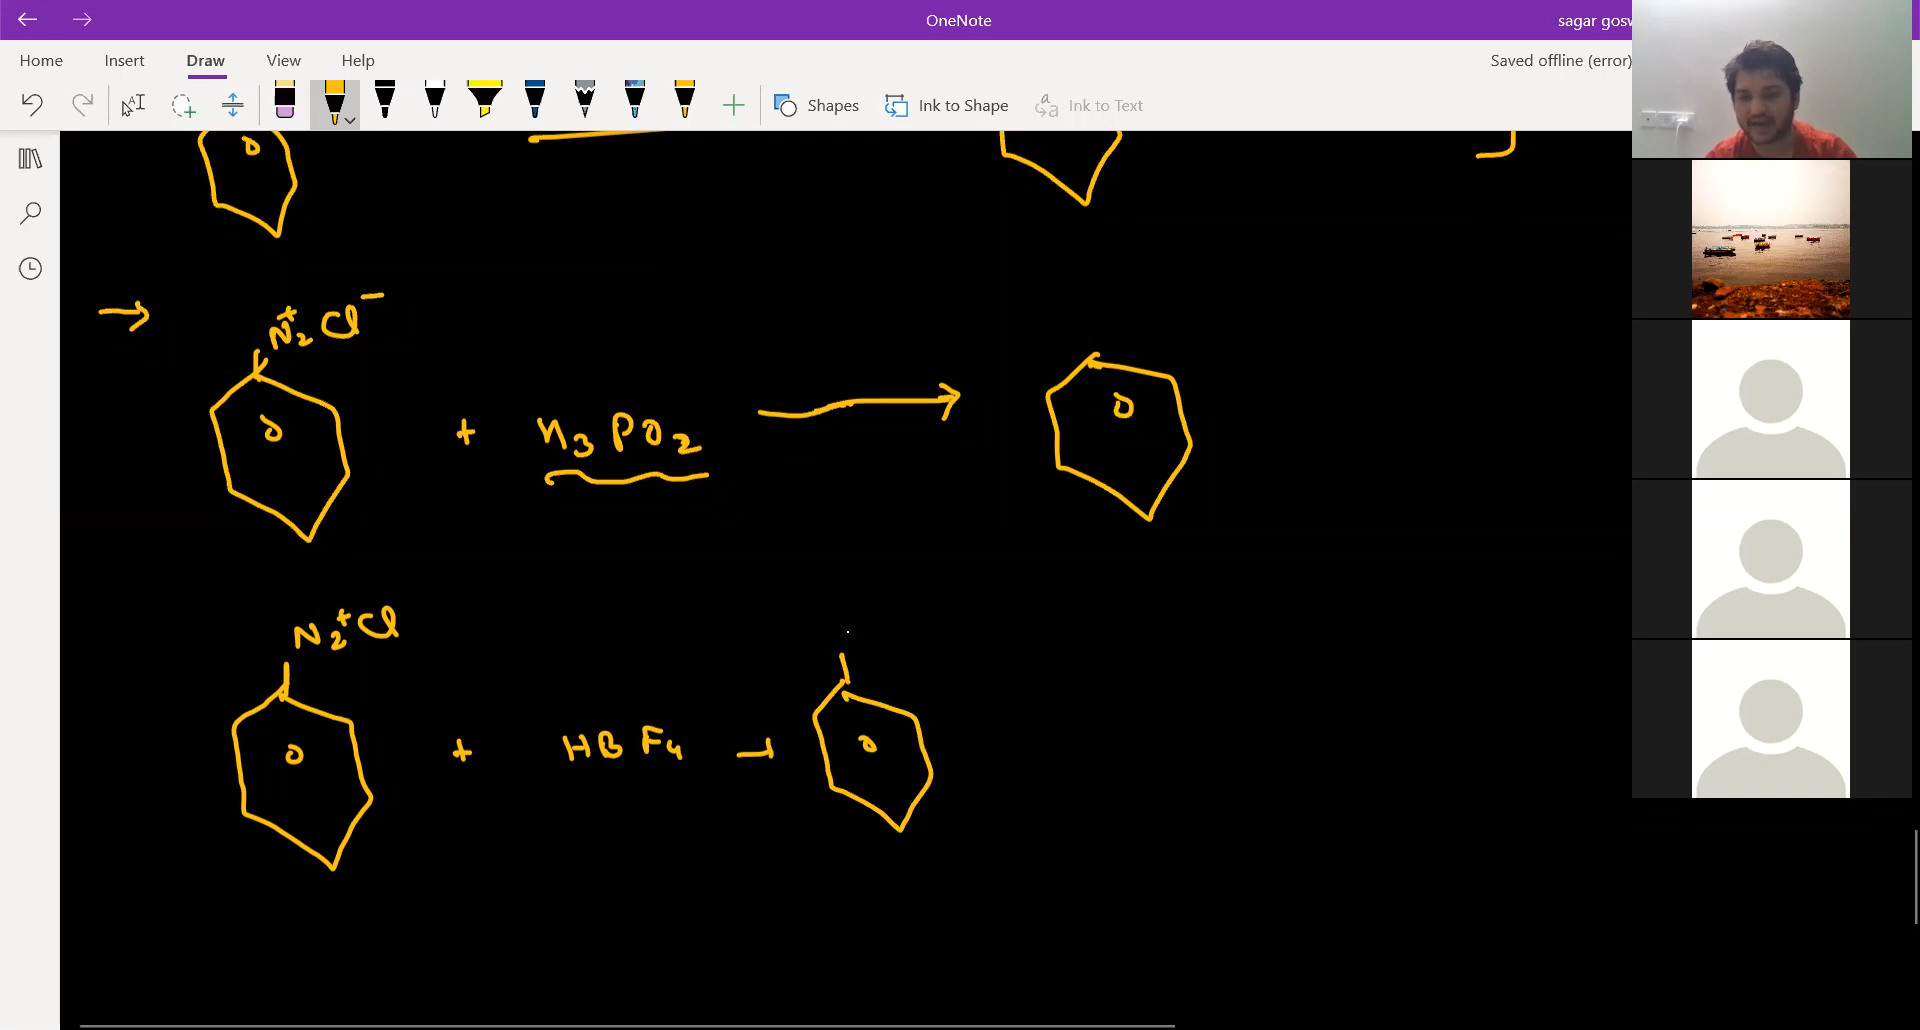 OneNote
sagar gosw
Home Insert Draw View Help
Saved offline (error)
Shapes Ink to Shape Ink to Text
N₂⁺Cl⁻
+ H₃PO₂ →
N₂⁺Cl
+ HBF₄ →